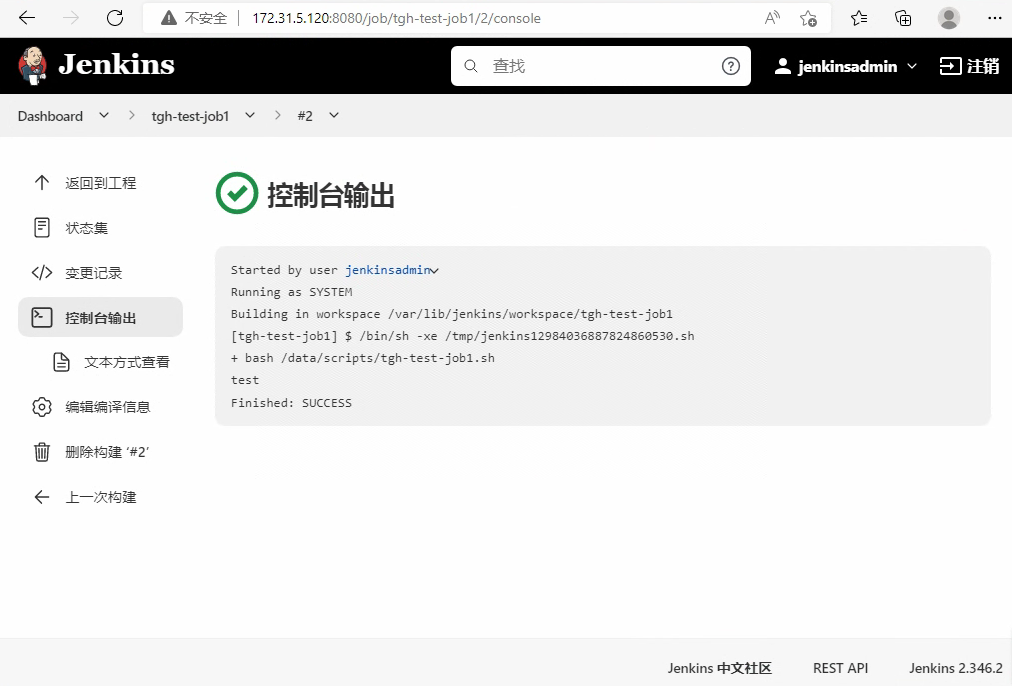 不安全 172.31.5.120:8080/job/tgh-test-job1/2/console
Jenkins 查找 jenkinsadmin 注销
Dashboard tgh-test-job1 #2
返回到工程
状态集
变更记录
控制台输出
文本方式查看
编辑编译信息
删除构建 ‘#2’
上一次构建
控制台输出
Started by user jenkinsadmin
Running as SYSTEM
Building in workspace /var/lib/jenkins/workspace/tgh-test-job1
[tgh-test-job1] $ /bin/sh -xe /tmp/jenkins12984036887824860530.sh
+ bash /data/scripts/tgh-test-job1.sh
test
Finished: SUCCESS
Jenkins 中文社区 REST API Jenkins 2.346.2